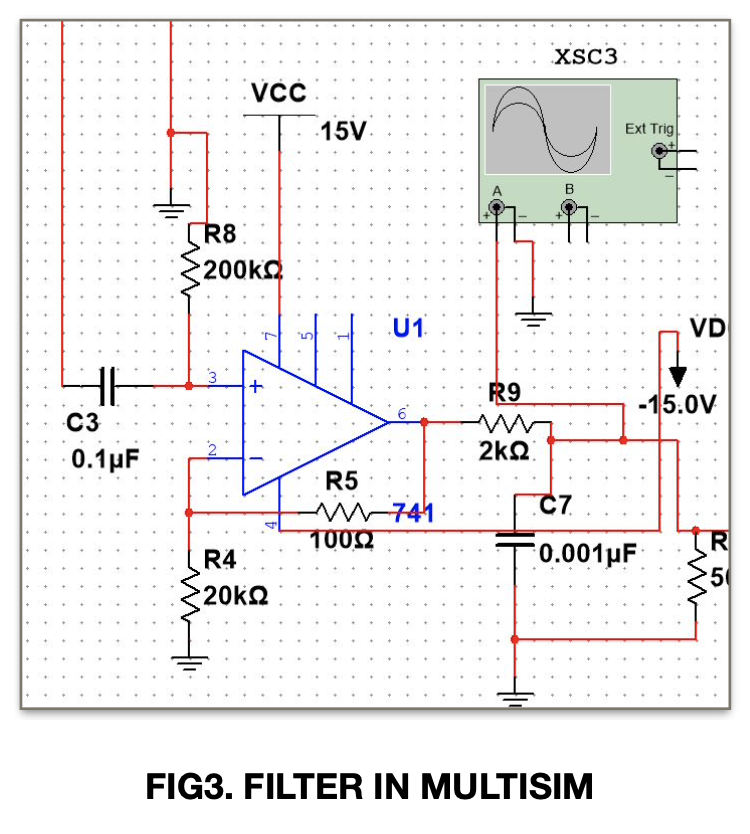 XSC3
VCC
15V
Ext Trig
+
−
A
B
+
−
+
−
R8
200kΩ
7
5
1
U1
VD
3
+
6
R9
-15.0V
C3
0.1µF
2
−
2kΩ
R5
741
4
100Ω
C7
0.001µF
R
R4
20kΩ
FIG3. FILTER IN MULTISIM